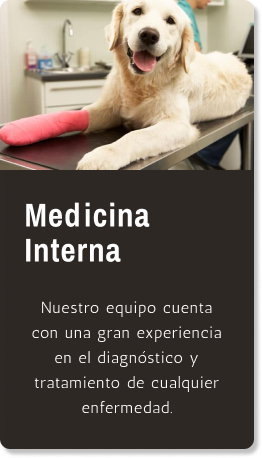 Medicina
Interna
Nuestro equipo cuenta
con una gran experiencia
en el diagnóstico y
tratamiento de cualquier
enfermedad.